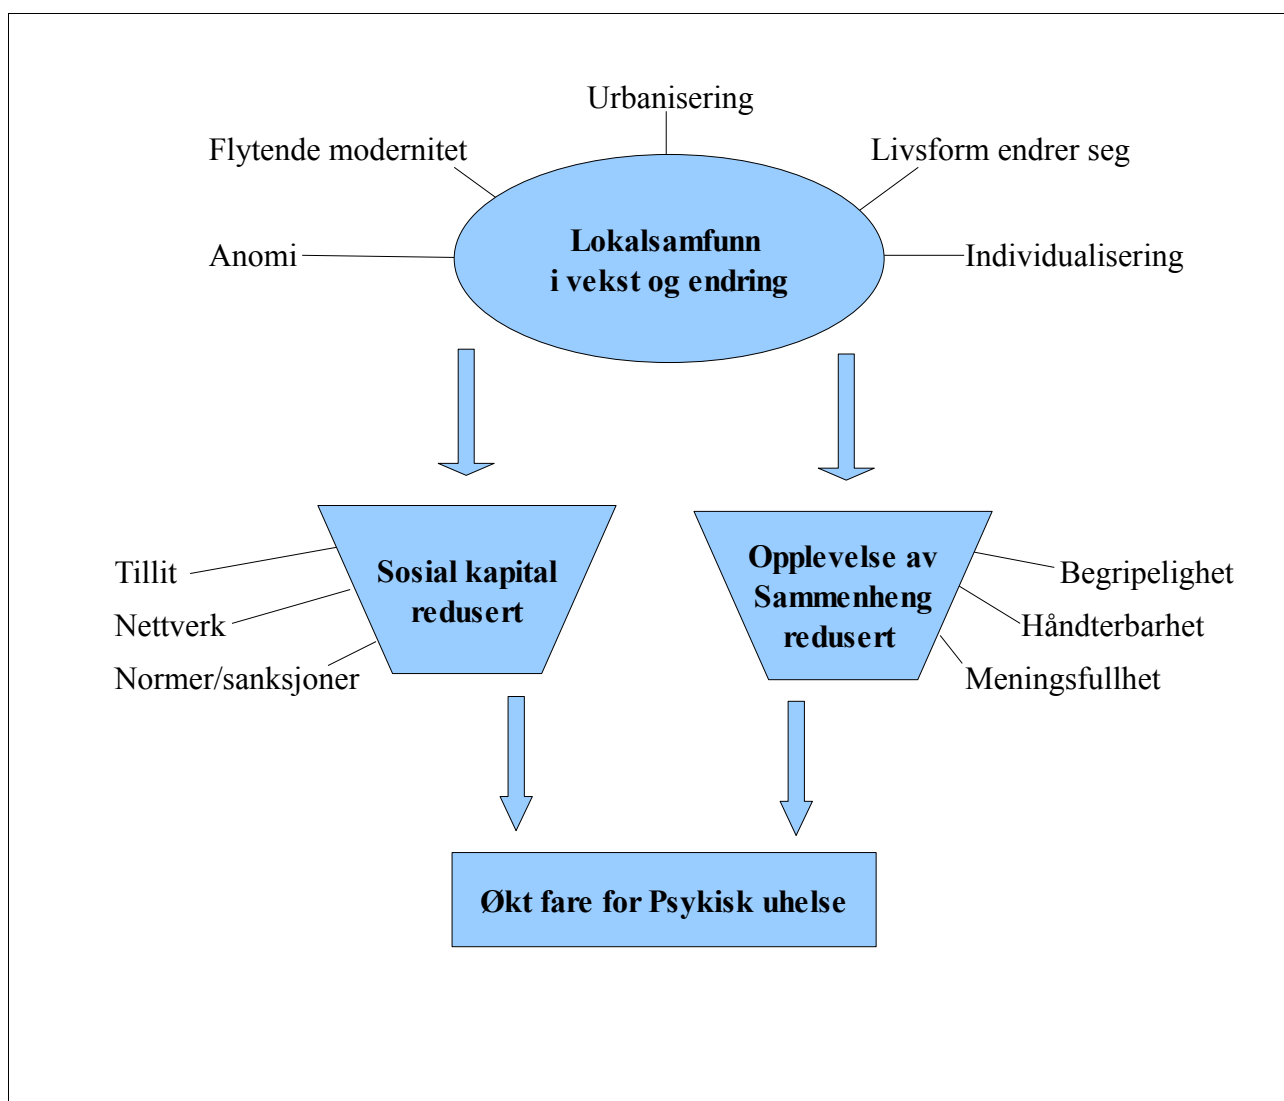 Urbanisering
Flytende modernitet
Livsform endrer seg
Anomi
Lokalsamfunn
i vekst og endring
Individualisering
Tillit
Nettverk
Normer/sanksjoner
Sosial kapital
redusert
Opplevelse av
Sammenheng
redusert
Begripelighet
Håndterbarhet
Meningsfullhet
Økt fare for Psykisk uhelse